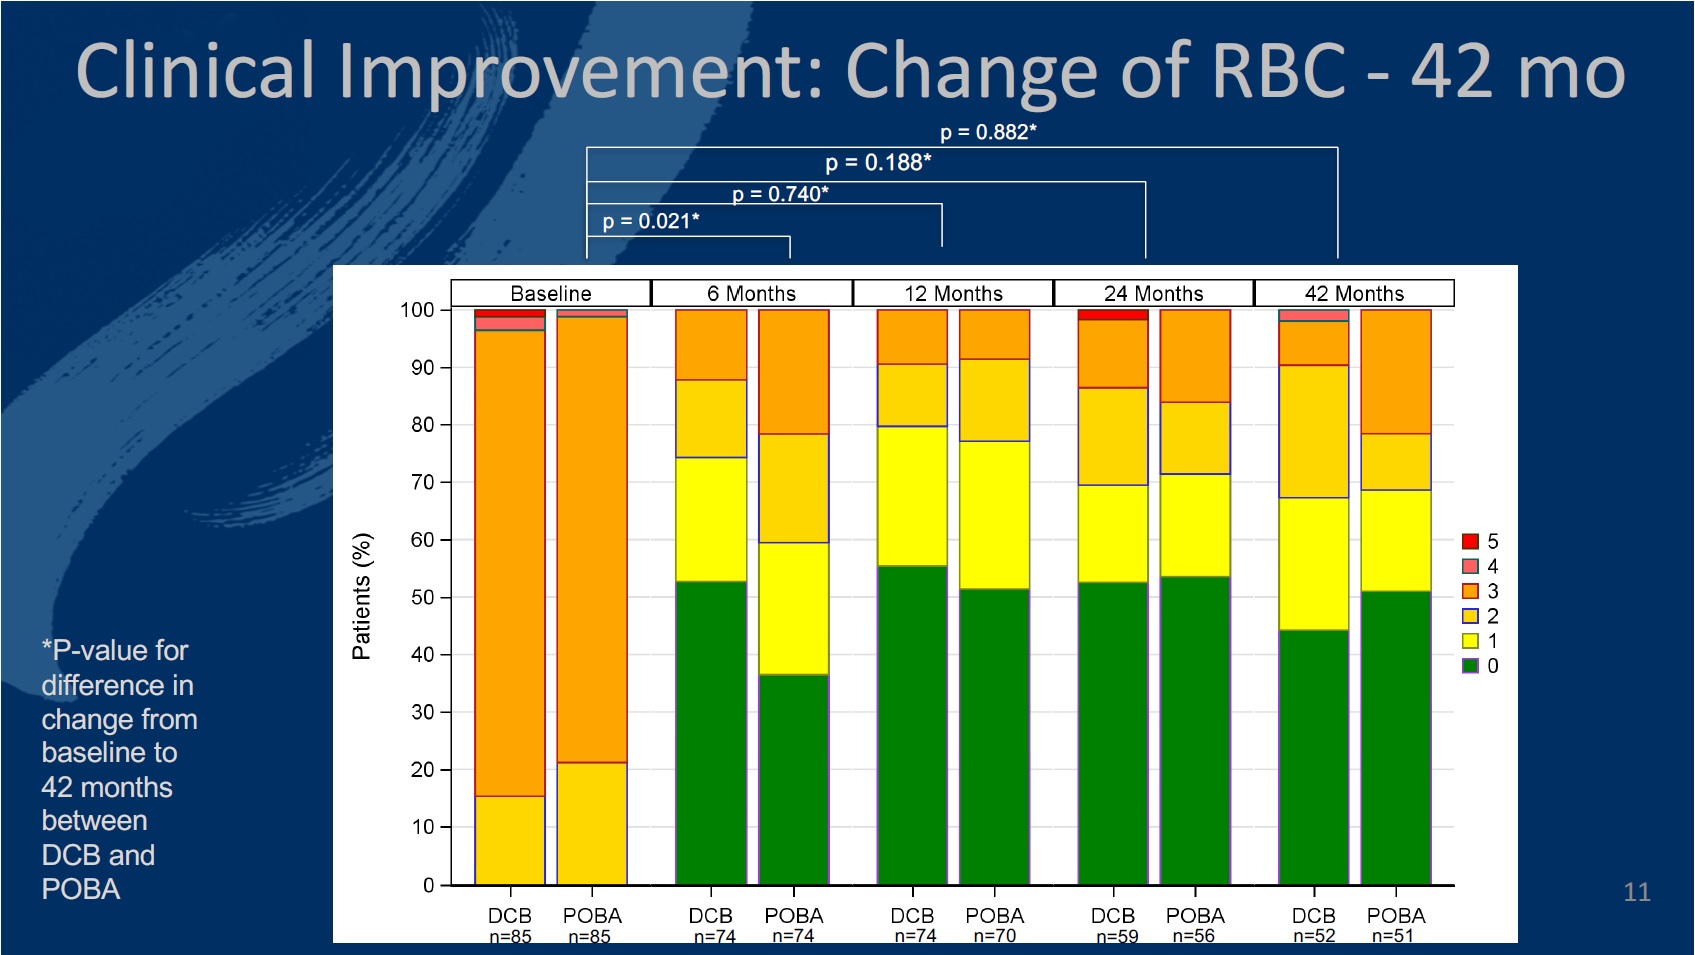 Clinical Improvement: Change of RBC - 42 mo
p = 0.882*
p = 0.188*
p = 0.740*
p = 0.021*
Baseline 6 Months 12 Months 24 Months 42 Months
100
90
80
70
60
50
40
30
20
10
0
Patients (%)
5
4
3
2
1
0
*P-value for
difference in
change from
baseline to
42 months
between
DCB and
POBA
DCB POBA DCB POBA DCB POBA DCB POBA DCB POBA
n=85 n=85 n=74 n=74 n=74 n=70 n=59 n=56 n=52 n=51
11